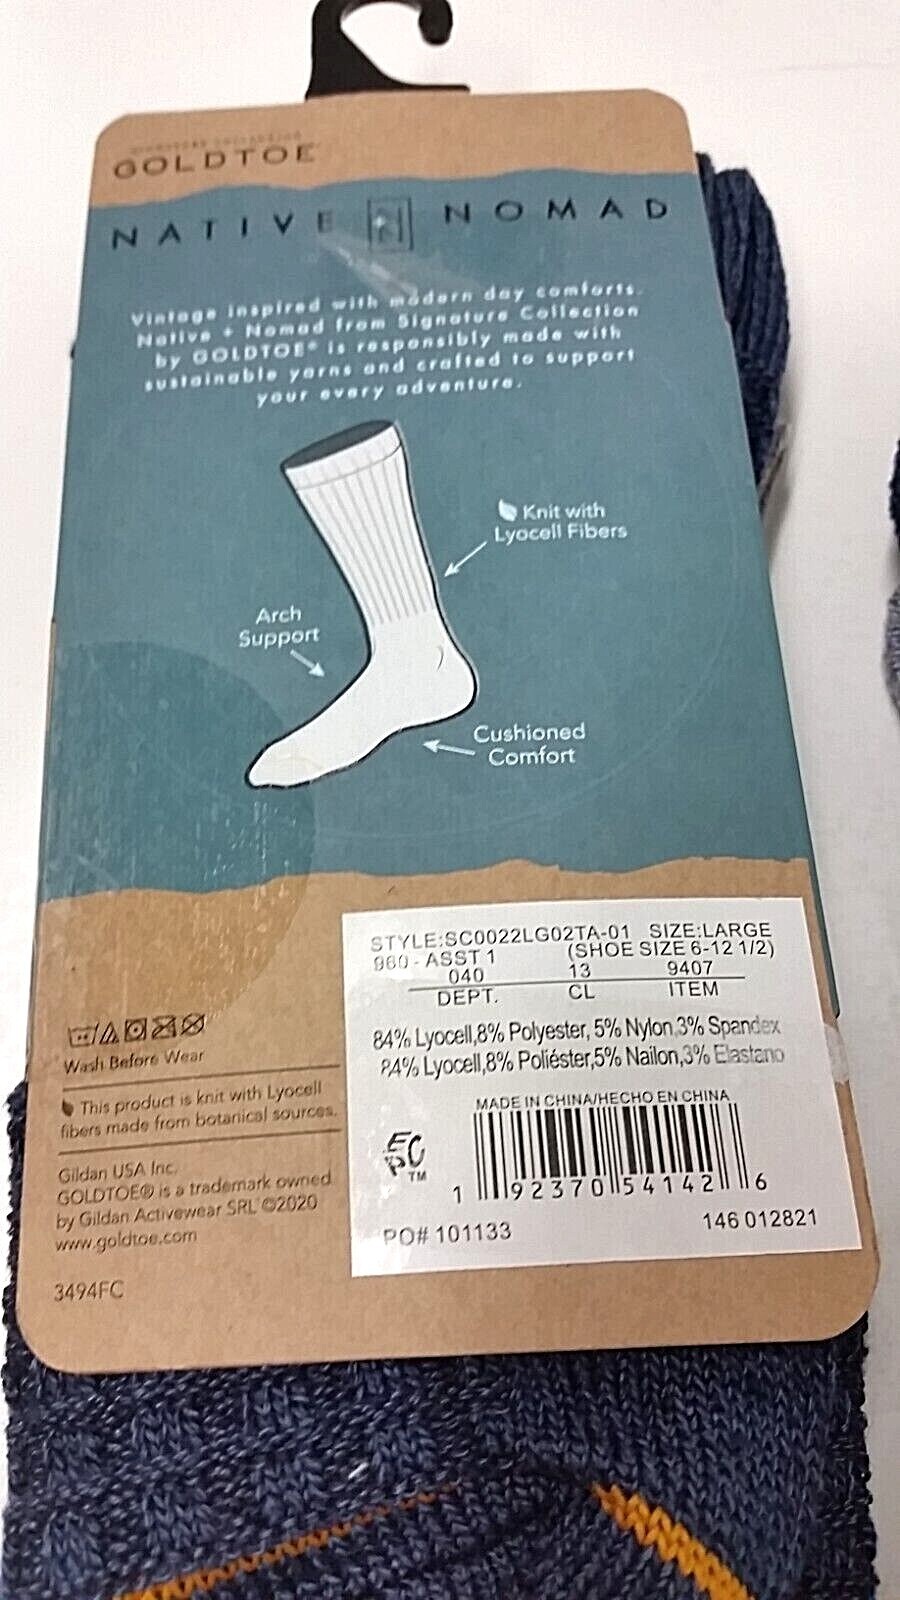 SIGNATURE COLLECTION
GOLDTOE
NATIVE N NOMAD
Vintage inspired with modern day comforts.
Native + Nomad from Signature Collection
by GOLDTOE® is responsibly made with
sustainable yarns and crafted to support
your every adventure.
Knit with
Lyocell Fibers
Arch
Support
Cushioned
Comfort
STYLE:SC0022LG02TA-01 SIZE:LARGE
960 - ASST 1 (SHOE SIZE 6-12 1/2)
040 13 9407
DEPT. CL ITEM
84% Lyocell,8% Polyester, 5% Nylon,3% Spandex
84% Lyocell,8% Poliéster,5% Nailon,3% Elastano
MADE IN CHINA/HECHO EN CHINA
EPC™
1 92370 54142 6
PO# 101133 146 012821
Wash Before Wear
This product is knit with Lyocell
fibers made from botanical sources.
Gildan USA Inc.
GOLDTOE® is a trademark owned
by Gildan Activewear SRL ©2020
www.goldtoe.com
3494FC